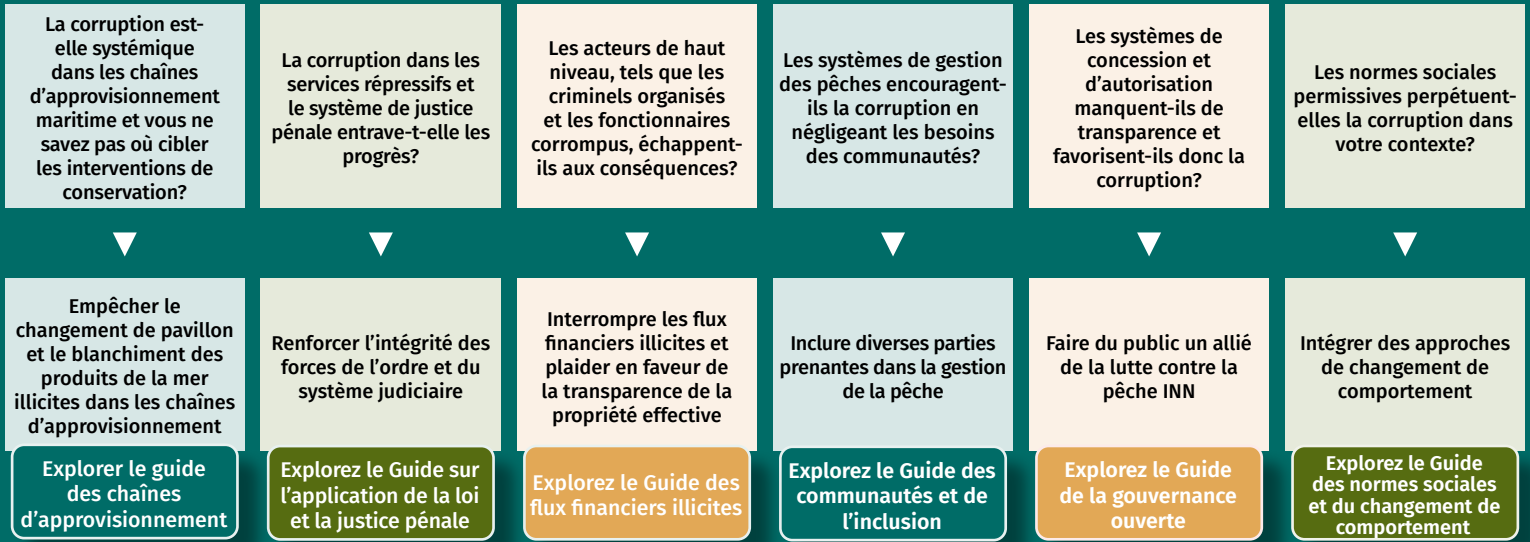 La corruption est-
elle systémique
dans les chaînes
d’approvisionnement
maritime et vous ne
savez pas où cibler
les interventions de
conservation?
La corruption dans les
services répressifs et
le système de justice
pénale entrave-t-elle les
progrès?
Les acteurs de haut
niveau, tels que les
criminels organisés
et les fonctionnaires
corrompus, échappent-
ils aux conséquences?
Les systèmes de gestion
des pêches encouragent-
ils la corruption en
négligeant les besoins
des communautés?
Les systèmes de
concession et
d’autorisation
manquent-ils de
transparence et
favorisent-ils donc la
corruption?
Les normes sociales
permissives perpétuent-
elles la corruption dans
votre contexte?
Empêcher le
changement de pavillon
et le blanchiment des
produits de la mer
illicites dans les chaînes
d’approvisionnement
Renforcer l’intégrité des
forces de l’ordre et du
système judiciaire
Interrompre les flux
financiers illicites et
plaider en faveur de
la transparence de la
propriété effective
Inclure diverses parties
prenantes dans la gestion
de la pêche
Faire du public un allié
de la lutte contre la
pêche INN
Intégrer des approches
de changement de
comportement
Explorer le guide
des chaînes
d’approvisionnement
Explorez le Guide sur
l’application de la loi
et la justice pénale
Explorez le Guide des
flux financiers illicites
Explorez le Guide des
communautés et de
l’inclusion
Explorez le Guide
de la gouvernance
ouverte
Explorez le Guide
des normes sociales
et du changement de
comportement